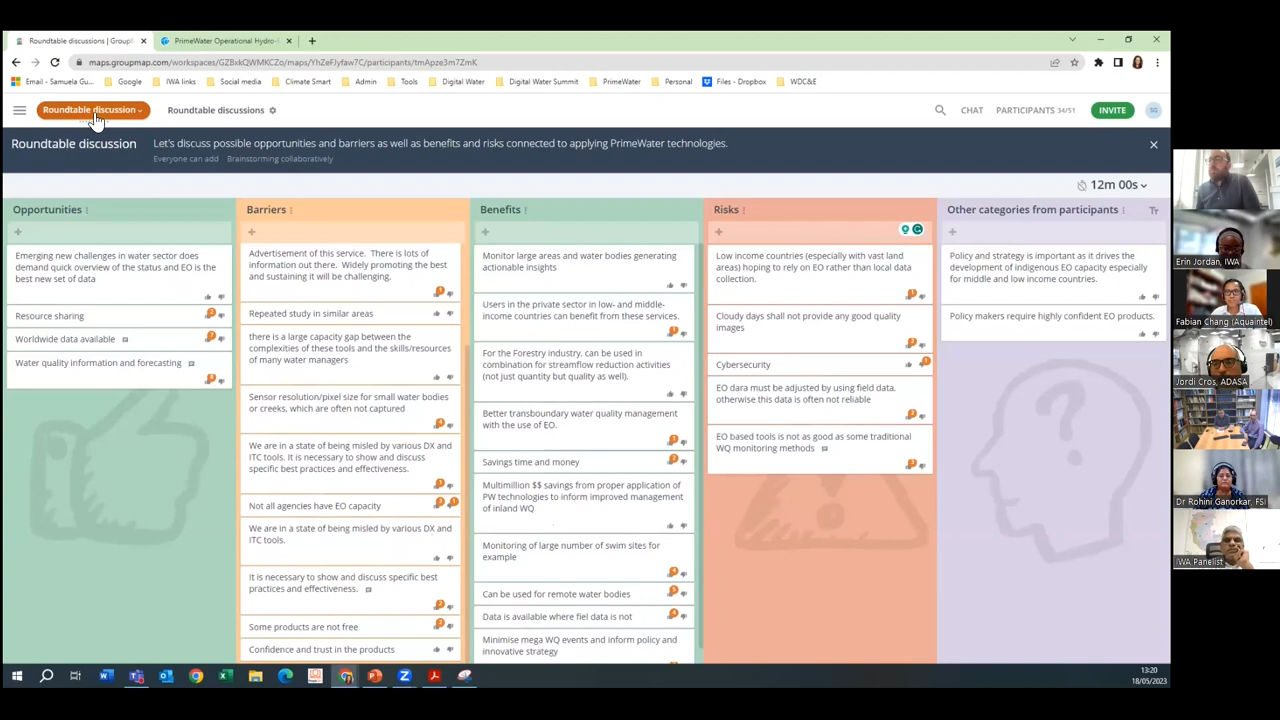 Roundtable discussions | Group
PrimeWater Operational Hydro-
maps.groupmap.com/workspaces/GZBxkQWMKCZo/maps/YhZeFJyfaw7C/participants/tmApze3m7ZmK
Email - Samuela Gu...
Google
IWA links
Social media
Climate Smart
Admin
Tools
Digital Water
Digital Water Summit
PrimeWater
Personal
Files - Dropbox
WDC&E
Roundtable discussion
Roundtable discussions
CHAT
PARTICIPANTS 34/51
INVITE
SG
Roundtable discussion
Let's discuss possible opportunities and barriers as well as benefits and risks connected to applying PrimeWater technologies.
Everyone can add
Brainstorming collaboratively
12m 00s
Opportunities
Emerging new challenges in water sector does
demand quick overview of the status and EO is the
best new set of data
Resource sharing
Worldwide data available
Water quality information and forecasting
Barriers
Advertisement of this service. There is lots of
information out there. Widely promoting the best
and sustaining it will be challenging.
Repeated study in similar areas
there is a large capacity gap between the
complexities of these tools and the skills/resources
of many water managers
Sensor resolution/pixel size for small water bodies
or creeks, which are often not captured
We are in a state of being misled by various DX and
ITC tools. It is necessary to show and discuss
specific best practices and effectiveness.
Not all agencies have EO capacity
We are in a state of being misled by various DX and
ITC tools.
It is necessary to show and discuss specific best
practices and effectiveness.
Some products are not free
Confidence and trust in the products
Benefits
Monitor large areas and water bodies generating
actionable insights
Users in the private sector in low- and middle-
income countries can benefit from these services.
For the Forestry industry, can be used in
combination for streamflow reduction activities
(not just quantity but quality as well).
Better transboundary water quality management
with the use of EO.
Savings time and money
Multimillion $$ savings from proper application of
PW technologies to inform improved management
of inland WQ
Monitoring of large number of swim sites for
example
Can be used for remote water bodies
Data is available where fiel data is not
Minimise mega WQ events and inform policy and
innovative strategy
Risks
Low income countries (especially with vast land
areas) hoping to rely on EO rather than local data
collection.
Cloudy days shall not provide any good quality
images
Cybersecurity
EO dara must be adjusted by using field data.
otherwise this data is often not reliable
EO based tools is not as good as some traditional
WQ monitoring methods
Other categories from participants
Policy and strategy is important as it drives the
development of indigenous EO capacity especially
for middle and low income countries.
Policy makers require highly confident EO products.
Erin Jordan, IWA
Fabian Chang (Aquaintel)
Jordi Cros, ADASA
Dr Rohini Ganorkar, FSI
IWA Panelist
13:20
18/05/2023